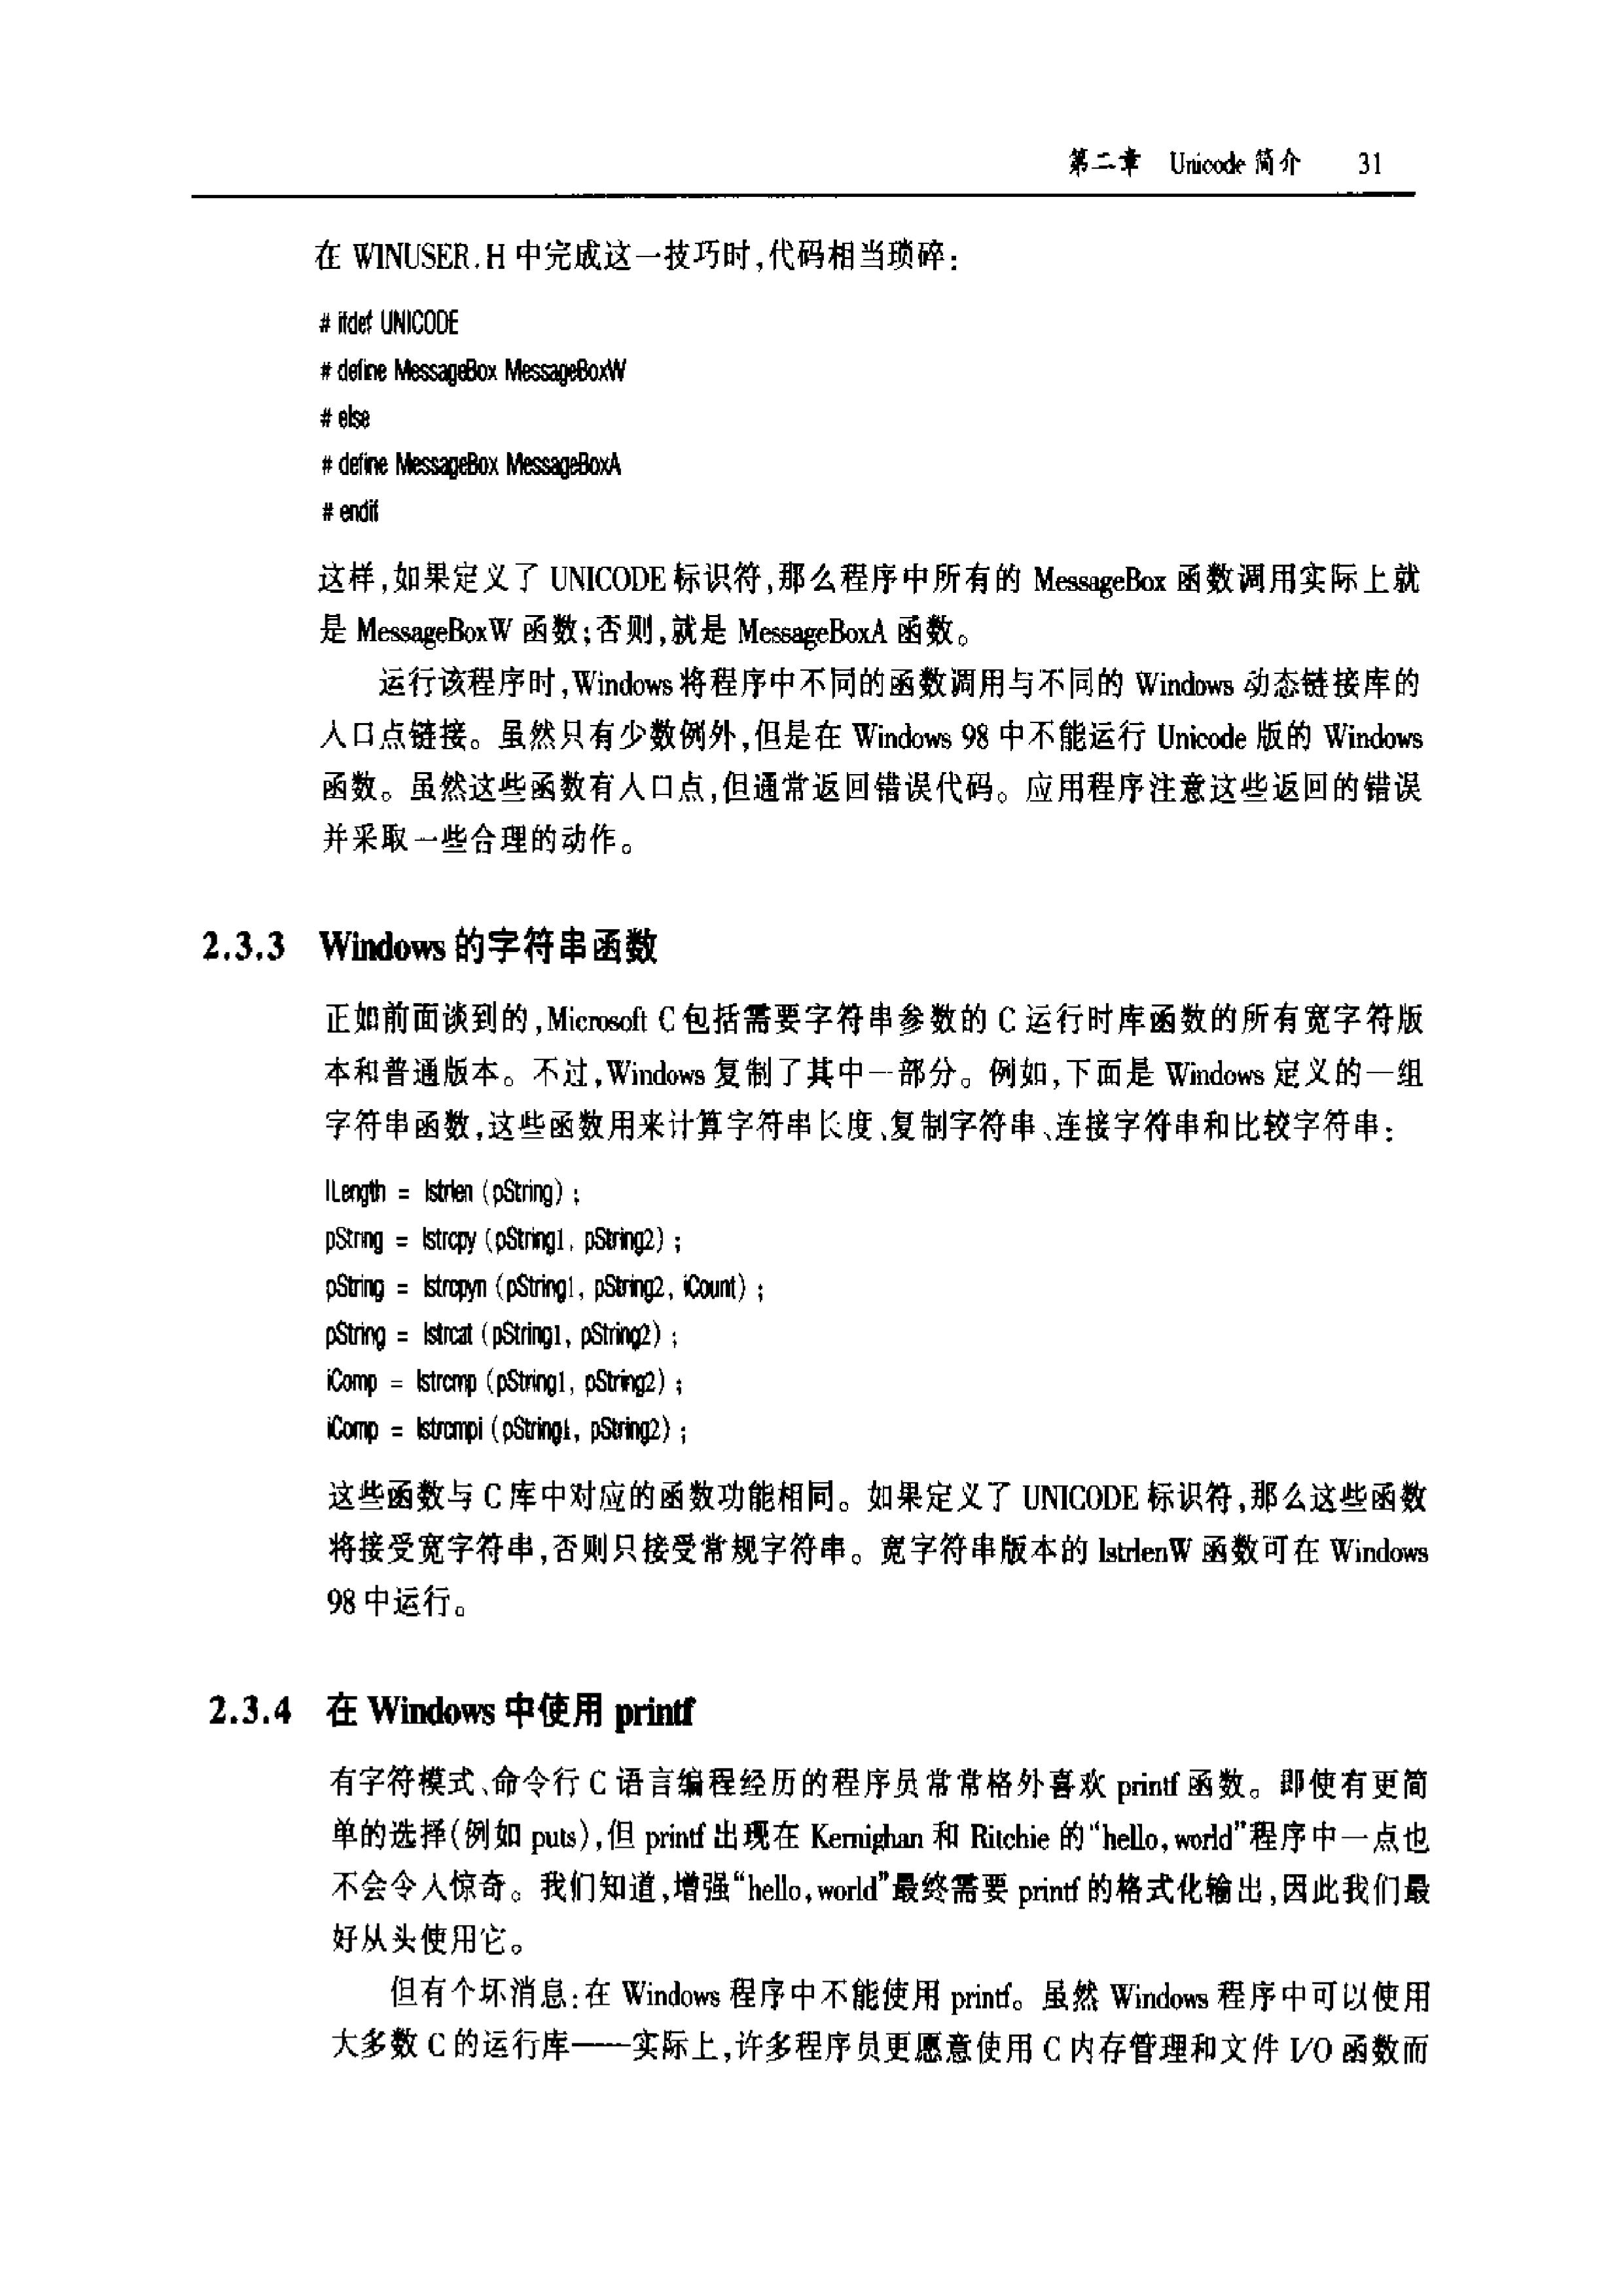 第二章 Unicode 简介 31
在 WINUSER.H 中完成这一技巧时,代码相当琐碎:
# ifdef UNICODE
# define MessageBox MessageBoxW
# else
# define MessageBox MessageBoxA
# endif
这样,如果定义了 UNICODE 标识符,那么程序中所有的 MessageBox 函数调用实际上就
是 MessageBoxW 函数;否则,就是 MessageBoxA 函数。
运行该程序时,Windows 将程序中不同的函数调用与不同的 Windows 动态链接库的
入口点链接。虽然只有少数例外,但是在 Windows 98 中不能运行 Unicode 版的 Windows
函数。虽然这些函数有入口点,但通常返回错误代码。应用程序注意这些返回的错误
并采取一些合理的动作。
2.3.3 Windows 的字符串函数
正如前面谈到的,Microsoft C 包括需要字符串参数的 C 运行时库函数的所有宽字符版
本和普通版本。不过,Windows 复制了其中一部分。例如,下面是 Windows 定义的一组
字符串函数,这些函数用来计算字符串长度、复制字符串、连接字符串和比较字符串:
ILength = lstrlen (pString) ;
pString = lstrcpy (pString1, pString2) ;
pString = lstrcpyn (pString1, pString2, iCount) ;
pString = lstrcat (pString1, pString2) ;
iComp = lstrcmp (pString1, pString2) ;
iComp = lstrcmpi (pString1, pString2) ;
这些函数与 C 库中对应的函数功能相同。如果定义了 UNICODE 标识符,那么这些函数
将接受宽字符串,否则只接受常规字符串。宽字符串版本的 lstrlenW 函数可在 Windows
98 中运行。
2.3.4 在 Windows 中使用 printf
有字符模式、命令行 C 语言编程经历的程序员常常格外喜欢 printf 函数。即使有更简
单的选择(例如 puts),但 printf 出现在 Kernighan 和 Ritchie 的“hello,world”程序中一点也
不会令人惊奇。我们知道,增强“hello,world”最终需要 printf 的格式化输出,因此我们最
好从头使用它。
但有个坏消息:在 Windows 程序中不能使用 printf。虽然 Windows 程序中可以使用
大多数 C 的运行库——实际上,许多程序员更愿意使用 C 内存管理和文件 I/O 函数而